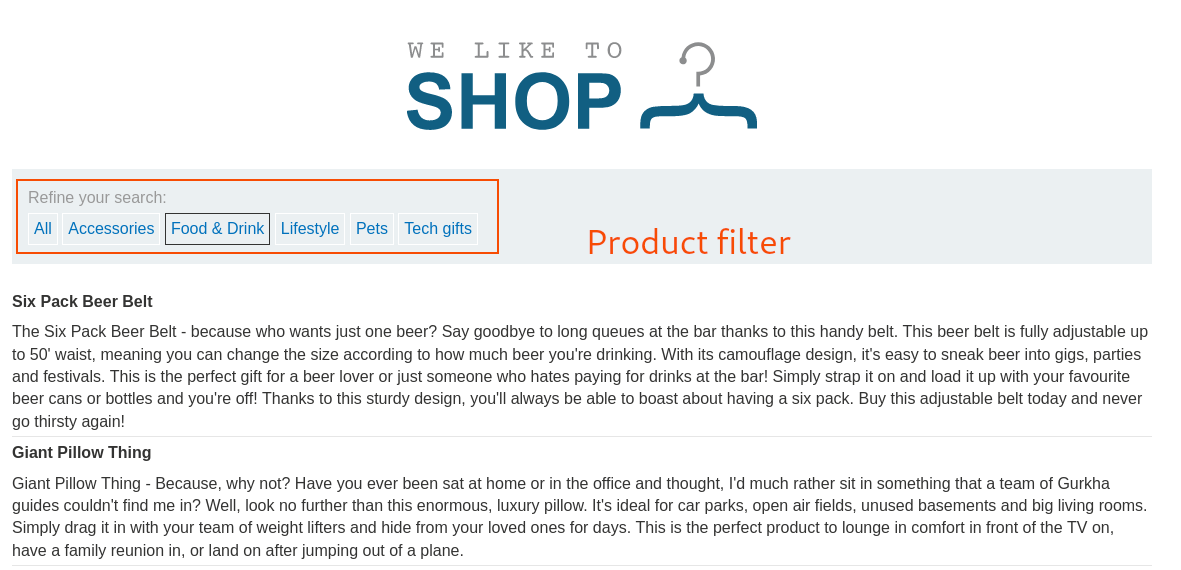 WE LIKE TO
SHOP
Refine your search:
All Accessories Food & Drink Lifestyle Pets Tech gifts
Product filter
Six Pack Beer Belt
The Six Pack Beer Belt - because who wants just one beer? Say goodbye to long queues at the bar thanks to this handy belt. This beer belt is fully adjustable up
to 50' waist, meaning you can change the size according to how much beer you're drinking. With its camouflage design, it's easy to sneak beer into gigs, parties
and festivals. This is the perfect gift for a beer lover or just someone who hates paying for drinks at the bar! Simply strap it on and load it up with your favourite
beer cans or bottles and you're off! Thanks to this sturdy design, you'll always be able to boast about having a six pack. Buy this adjustable belt today and never
go thirsty again!
Giant Pillow Thing
Giant Pillow Thing - Because, why not? Have you ever been sat at home or in the office and thought, I'd much rather sit in something that a team of Gurkha
guides couldn't find me in? Well, look no further than this enormous, luxury pillow. It's ideal for car parks, open air fields, unused basements and big living rooms.
Simply drag it in with your team of weight lifters and hide from your loved ones for days. This is the perfect product to lounge in comfort in front of the TV on,
have a family reunion in, or land on after jumping out of a plane.